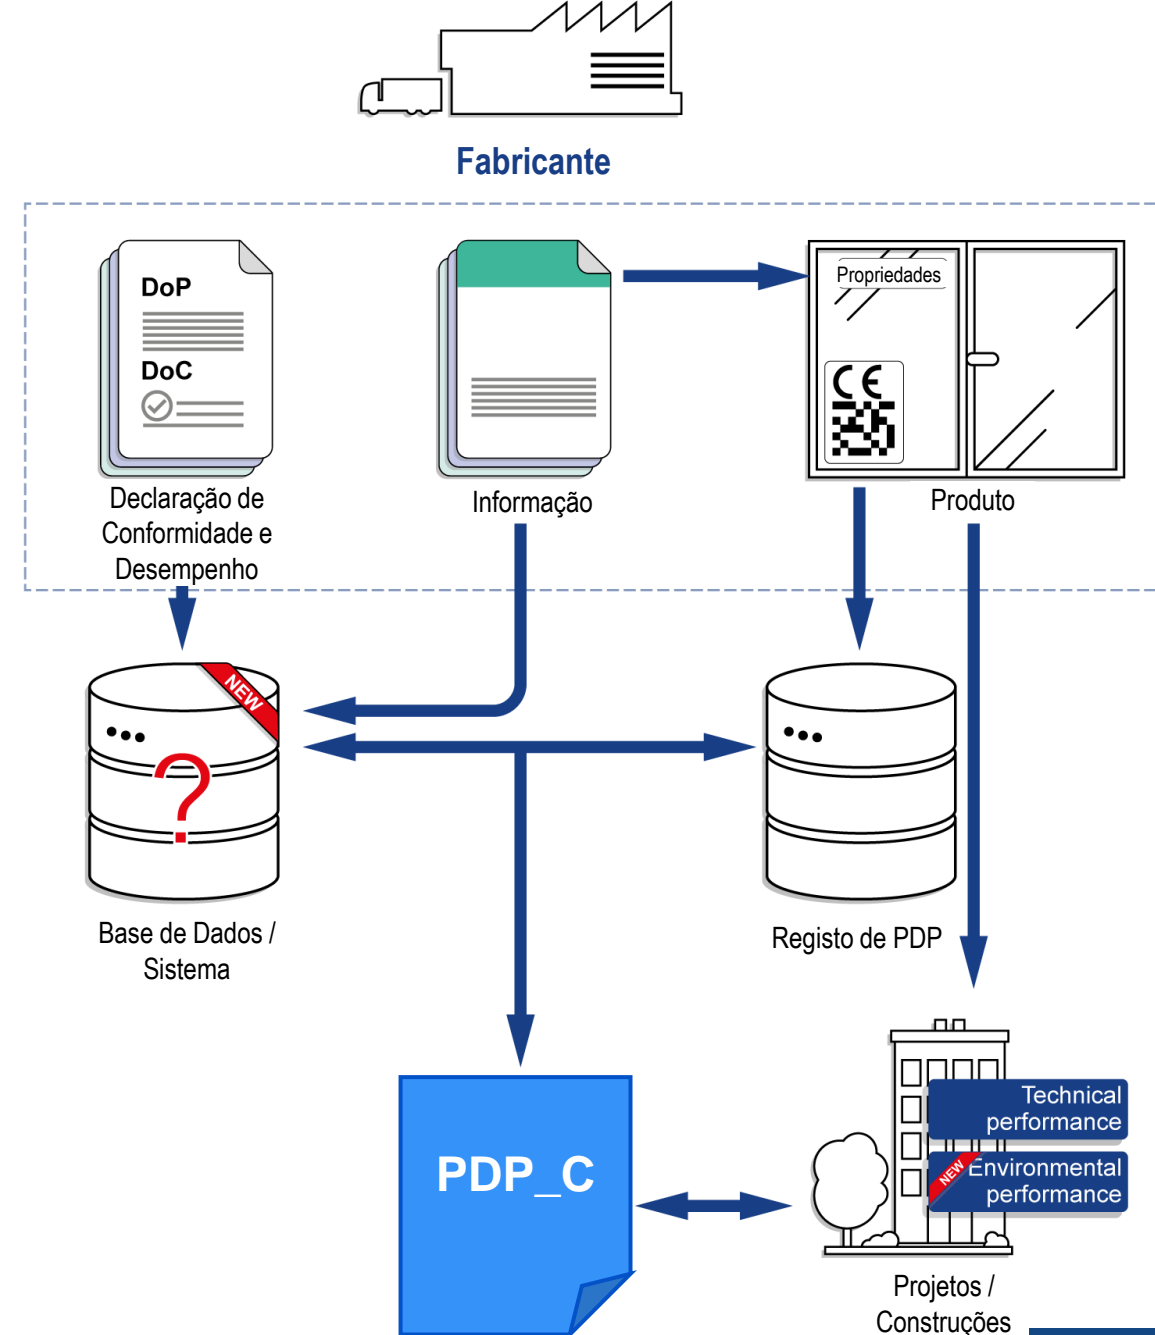 Fabricante
DoP
DoC
Propriedades
CE
Declaração de
Conformidade e
Desempenho
Informação
Produto
NEW
?
Base de Dados /
Sistema
Registo de PDP
PDP_C
Technical
performance
NEW
Environmental
performance
Projetos /
Construções